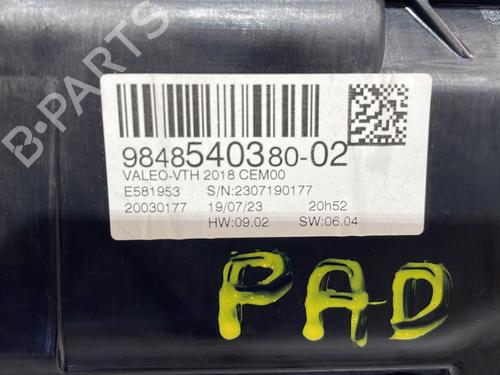 B-PARTS
9848540380-02
VALEO-VTH 2018 CEM00
E581953 S/N:2307190177
20030177 19/07/23 20h52
HW:09.02 SW:06.04
PAD